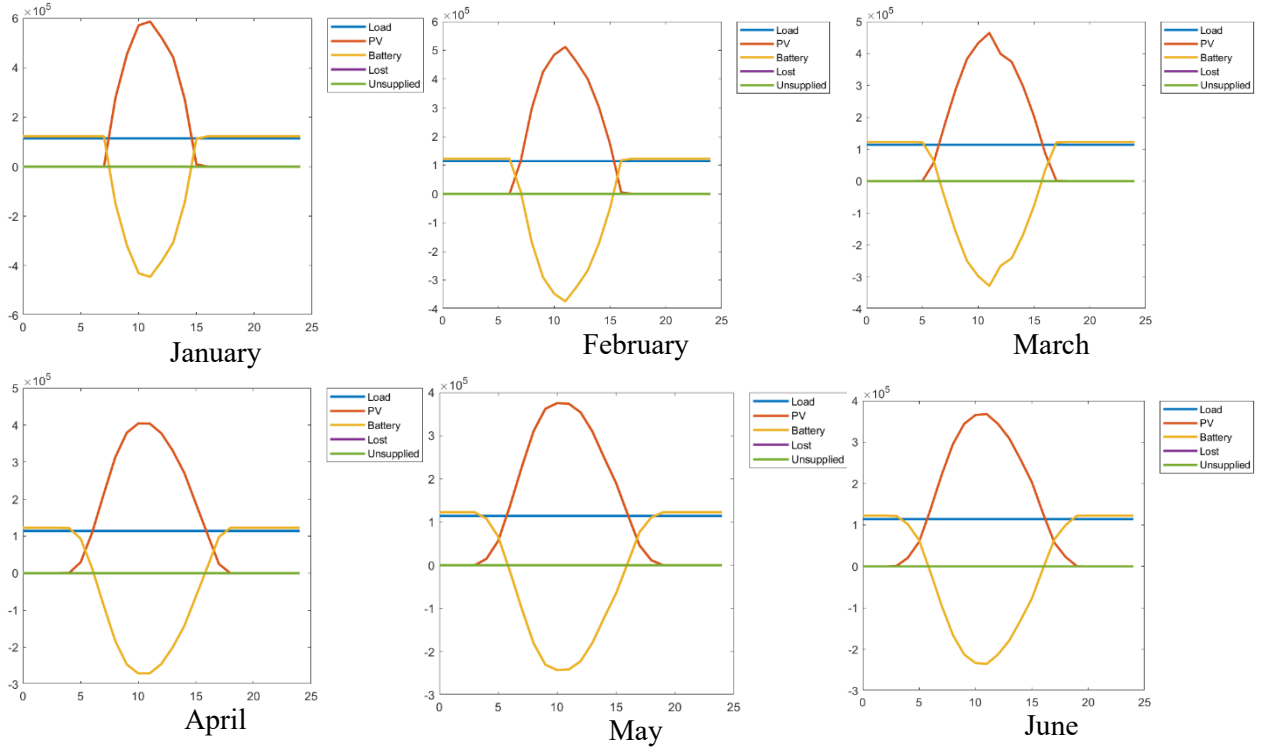 ×10⁵
6
4
2
0
-2
-4
-6
0 5 10 15 20 25
Load
PV
Battery
Lost
Unsupplied
January
×10⁵
6
5
4
3
2
1
0
-1
-2
-3
-4
0 5 10 15 20 25
Load
PV
Battery
Lost
Unsupplied
February
×10⁵
5
4
3
2
1
0
-1
-2
-3
-4
0 5 10 15 20 25
Load
PV
Battery
Lost
Unsupplied
March
×10⁵
5
4
3
2
1
0
-1
-2
-3
0 5 10 15 20 25
Load
PV
Battery
Lost
Unsupplied
April
×10⁵
4
3
2
1
0
-1
-2
-3
0 5 10 15 20 25
Load
PV
Battery
Lost
Unsupplied
May
×10⁵
4
3
2
1
0
-1
-2
-3
0 5 10 15 20 25
Load
PV
Battery
Lost
Unsupplied
June